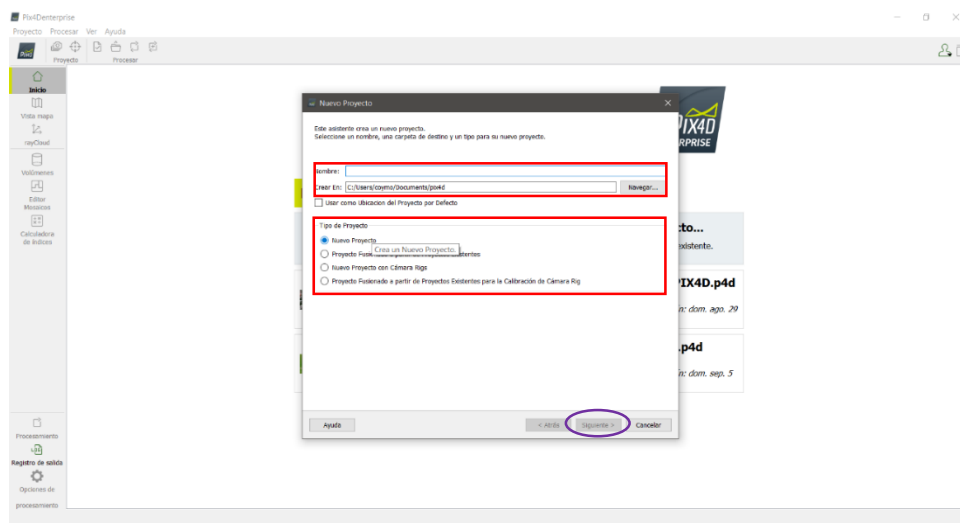 Pix4Denterprise
Proyecto Procesar Ver Ayuda
Proyecto
Procesar
Inicio
Vista mapa
rayCloud
Volúmenes
Editor
Mosaicos
Calculadora
de índices
Procesamiento
Registro de salida
Opciones de
procesamiento
PIX4D
RPRISE
cto...
existente.
PIX4D.p4d
n: dom. ago. 29
.p4d
n: dom. sep. 5
Nuevo Proyecto
Este asistente crea un nuevo proyecto.
Seleccione un nombre, una carpeta de destino y un tipo para su nuevo proyecto.
Nombre:
Crear En: C:/Users/coymo/Documents/pix4d Navegar...
User como Ubicacion del Proyecto por Defecto
Tipo de Proyecto
Nuevo Proyecto
Crea un Nuevo Proyecto.
Proyecto Fusionado a partir de Proyectos Existentes
Nuevo Proyecto con Cámara Rigs
Proyecto Fusionado a partir de Proyectos Existentes para la Calibración de Cámara Rig
Ayuda < Atrás Siguiente > Cancelar